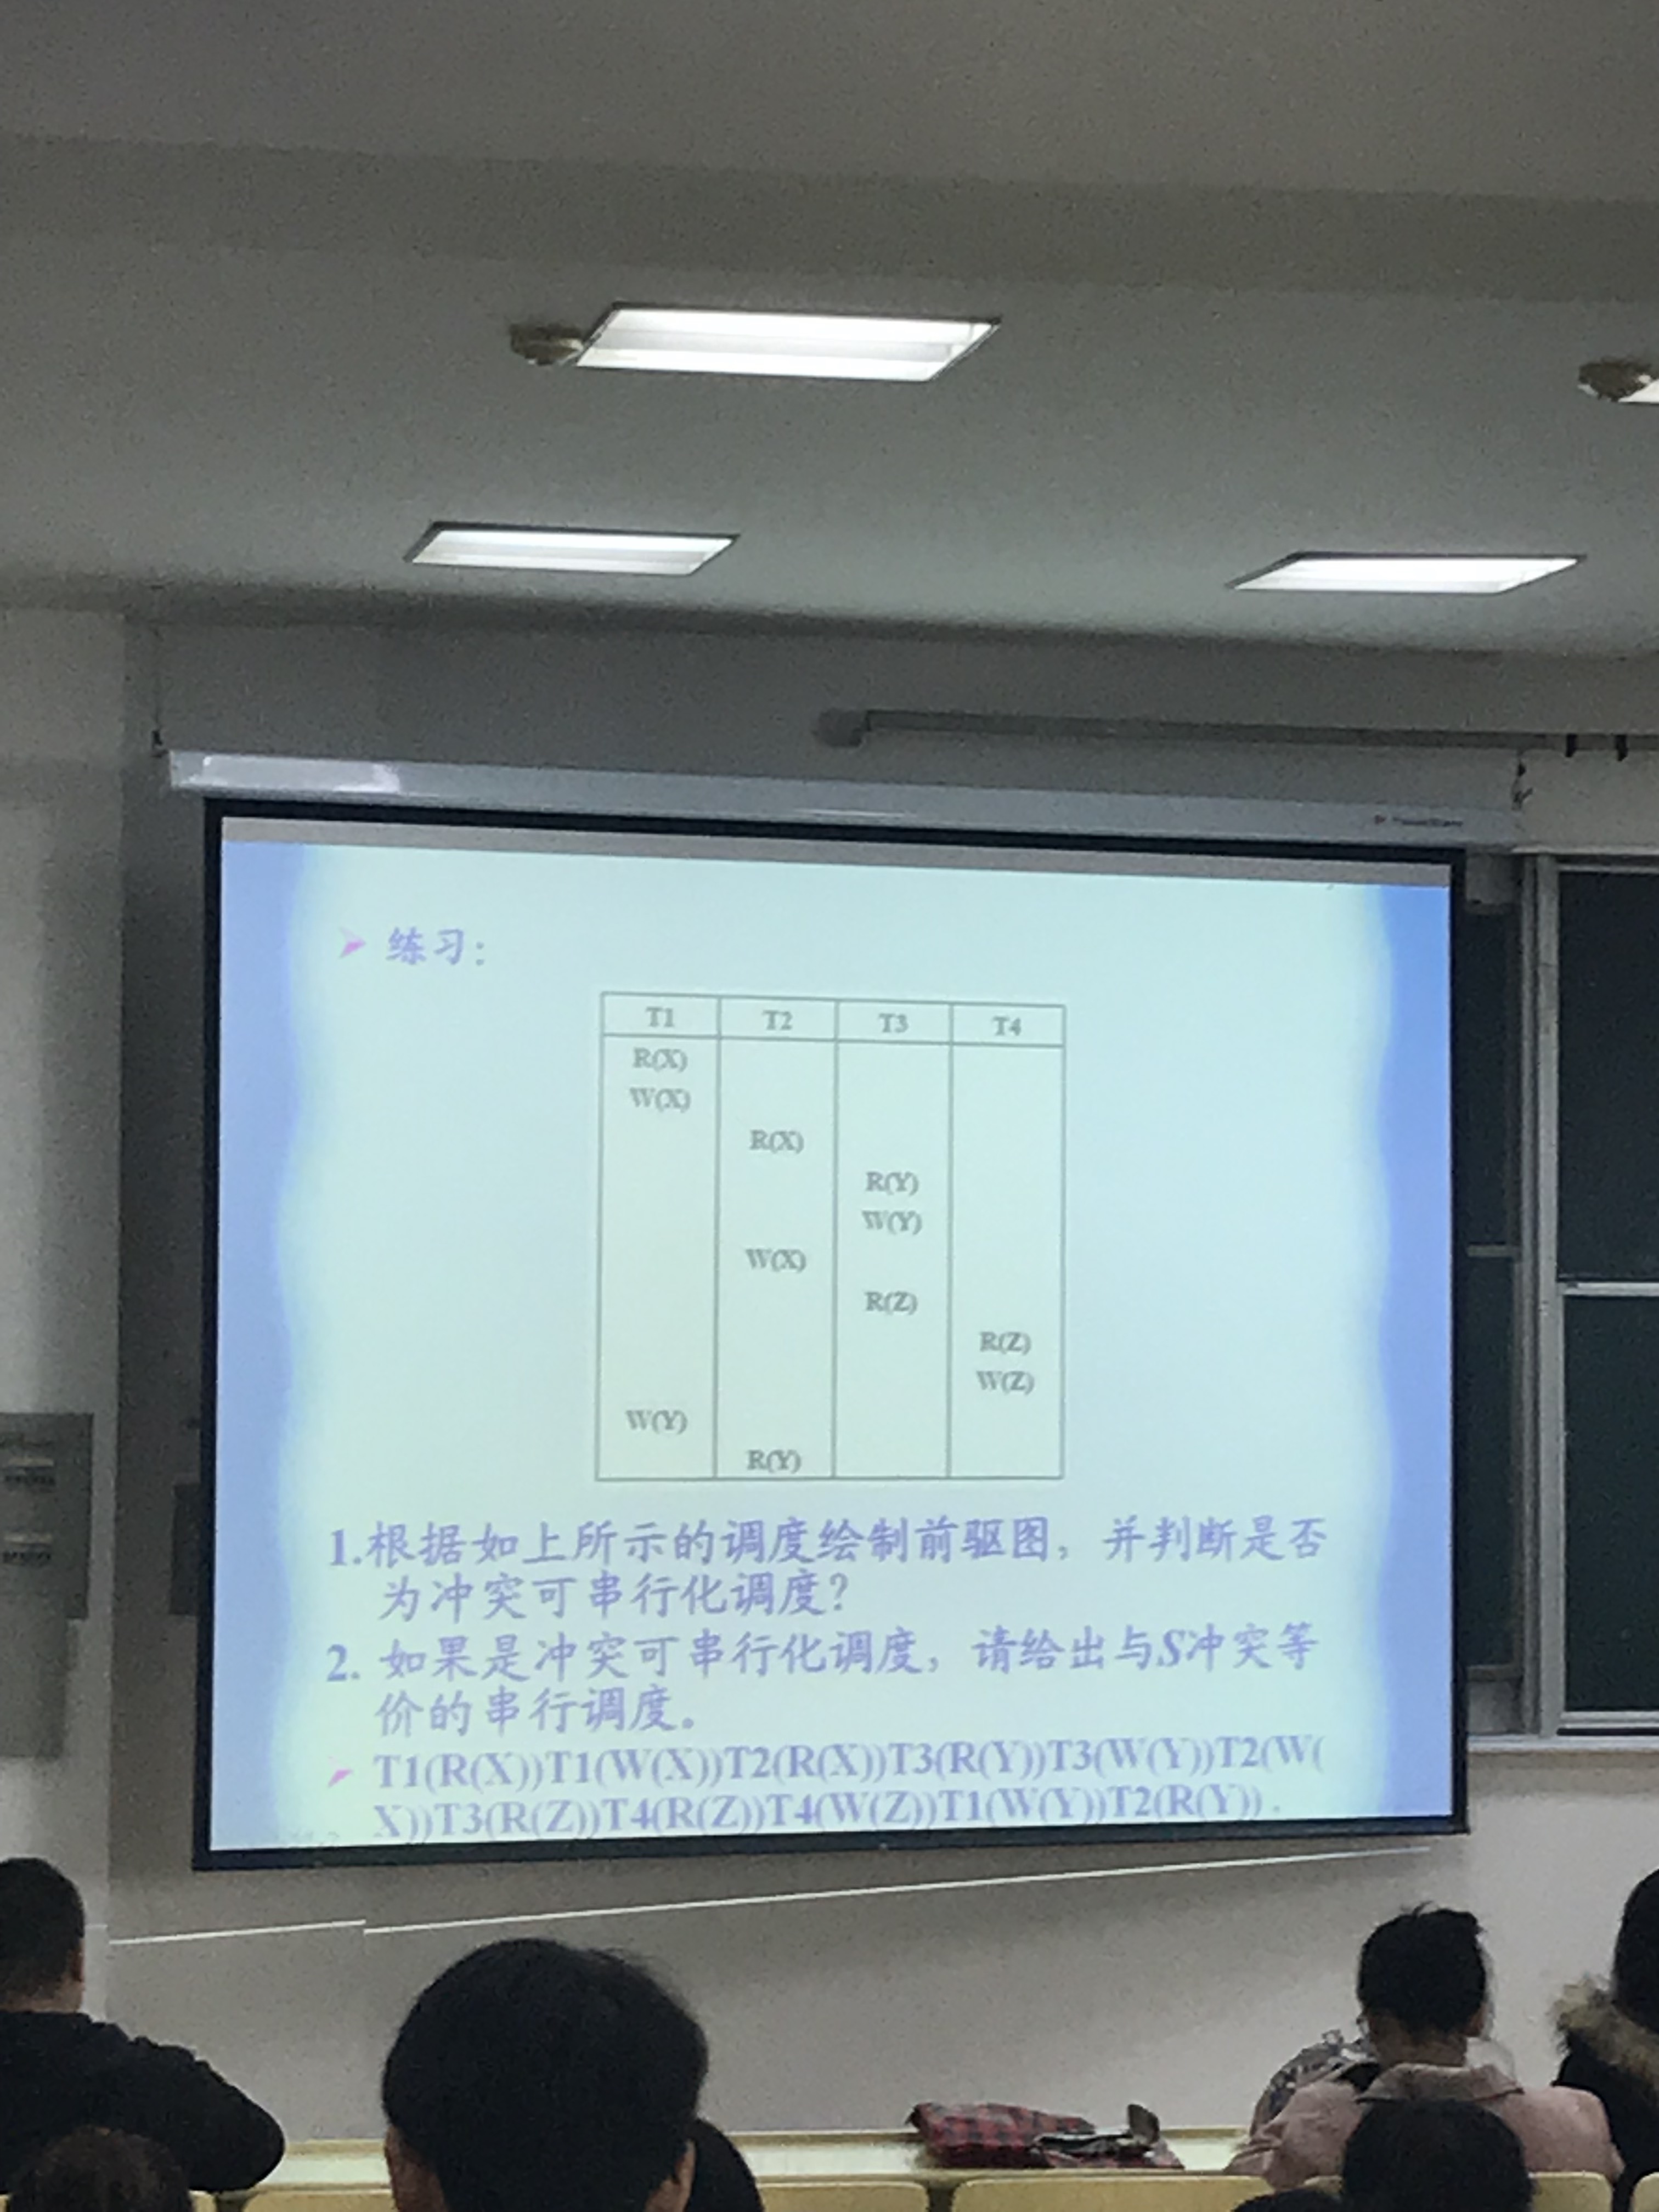 练习：
T1 T2 T3 T4
R(X)
W(X)
R(X)
R(Y)
W(Y)
W(X)
R(Z)
R(Z)
W(Z)
W(Y)
R(Y)
1.根据如上所示的调度绘制前驱图，并判断是否
为冲突可串行化调度？
2. 如果是冲突可串行化调度，请给出与S冲突等
价的串行调度。
T1(R(X))T1(W(X))T2(R(X))T3(R(Y))T3(W(Y))T2(W(
X))T3(R(Z))T4(R(Z))T4(W(Z))T1(W(Y))T2(R(Y)) .